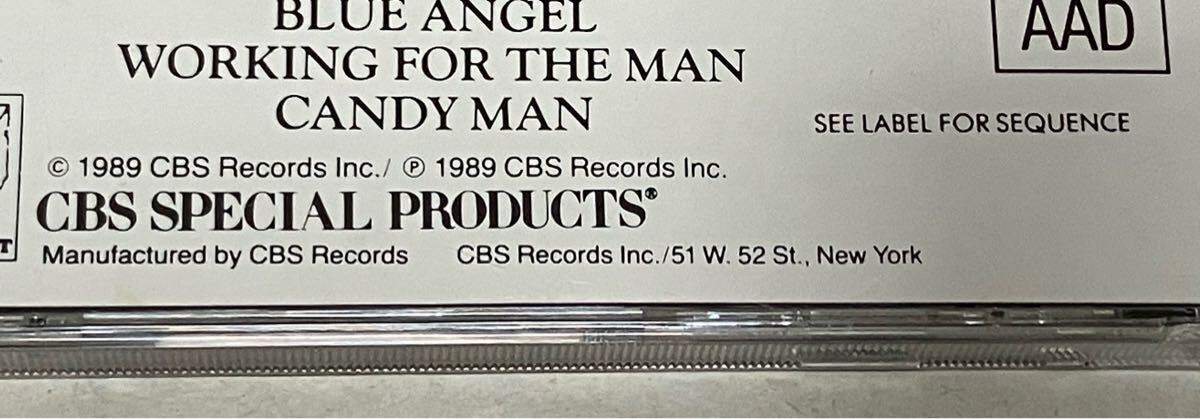 BLUE ANGEL
WORKING FOR THE MAN
CANDY MAN
AAD
SEE LABEL FOR SEQUENCE
© 1989 CBS Records Inc./ ℗ 1989 CBS Records Inc.
CBS SPECIAL PRODUCTS®
Manufactured by CBS Records CBS Records Inc./51 W. 52 St., New York